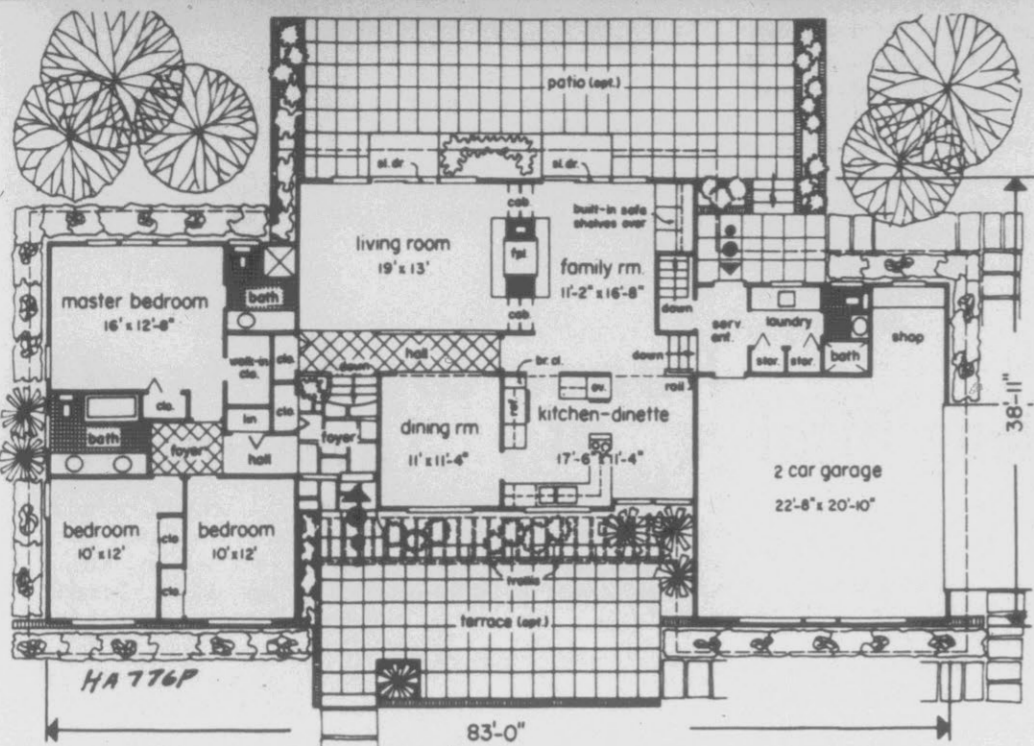 patio (opt.)
sl. dr.
sl. dr.
cab.
built-in sofa
shelves over
living room
19' x 13'
fpl.
family rm.
11'-2" x 16'-8"
cab.
master bedroom
16' x 12'-8"
bath
walk-in
clo.
clo.
clo.
lin
clo.
hall
down
down
down
serv.
ent.
laundry
stor.
stor.
bath
shop
br. cl.
ref.
ov.
rail
kitchen-dinette
17'-6" x 11'-4"
dining rm.
11' x 11'-4"
foyer
bath
foyer
hall
bedroom
10' x 12'
clo.
clo.
bedroom
10' x 12'
2 car garage
22'-8" x 20'-10"
38'-11"
trellis
terrace (opt.)
HA776P
83'-0"